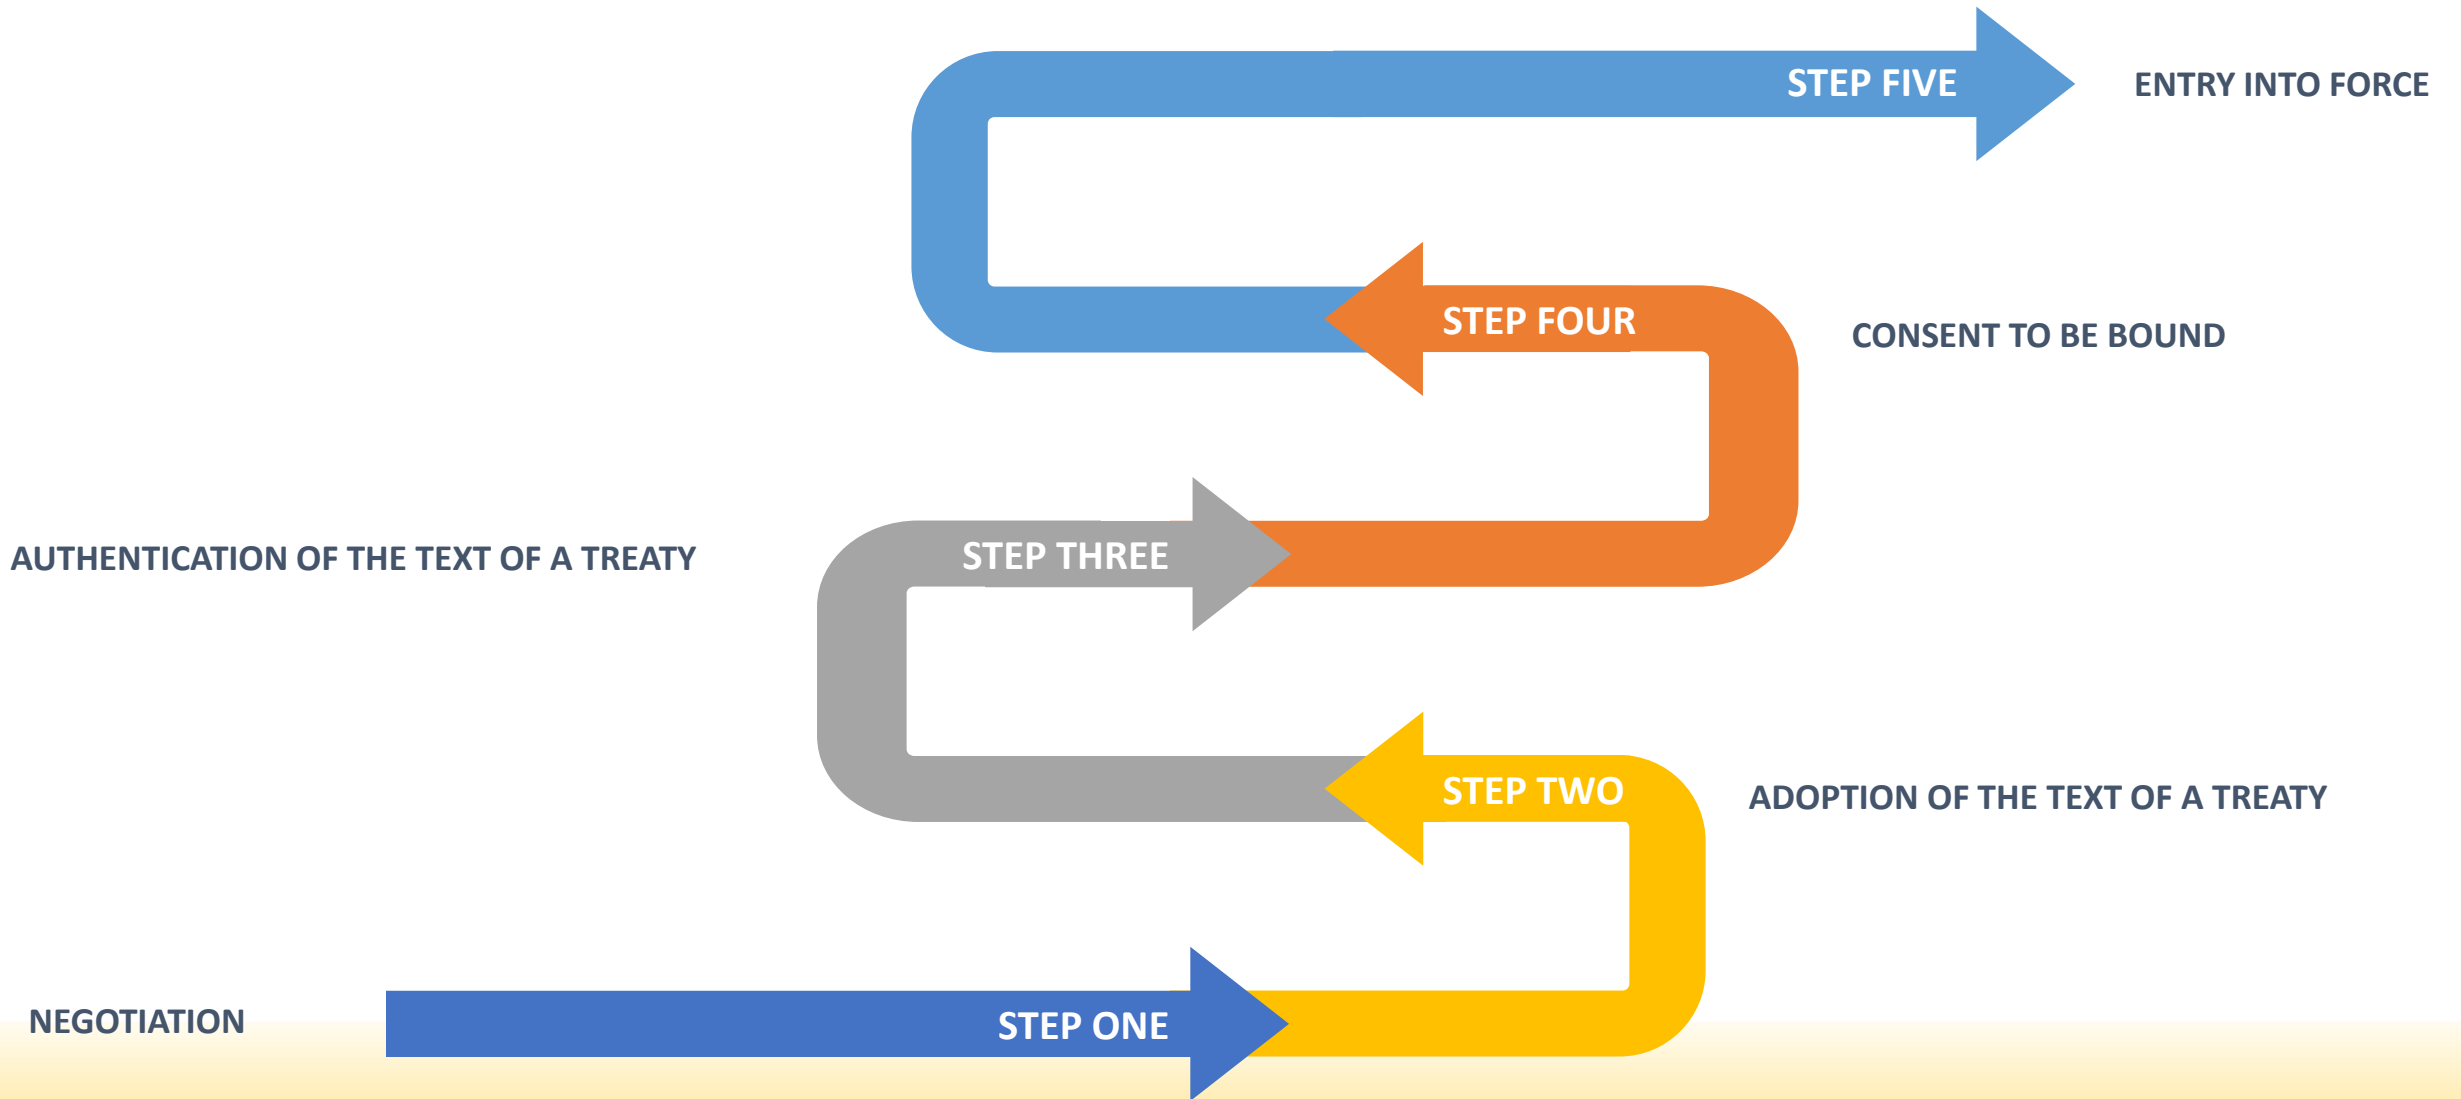 STEP FIVE
ENTRY INTO FORCE
STEP FOUR
CONSENT TO BE BOUND
AUTHENTICATION OF THE TEXT OF A TREATY
STEP THREE
STEP TWO
ADOPTION OF THE TEXT OF A TREATY
NEGOTIATION
STEP ONE